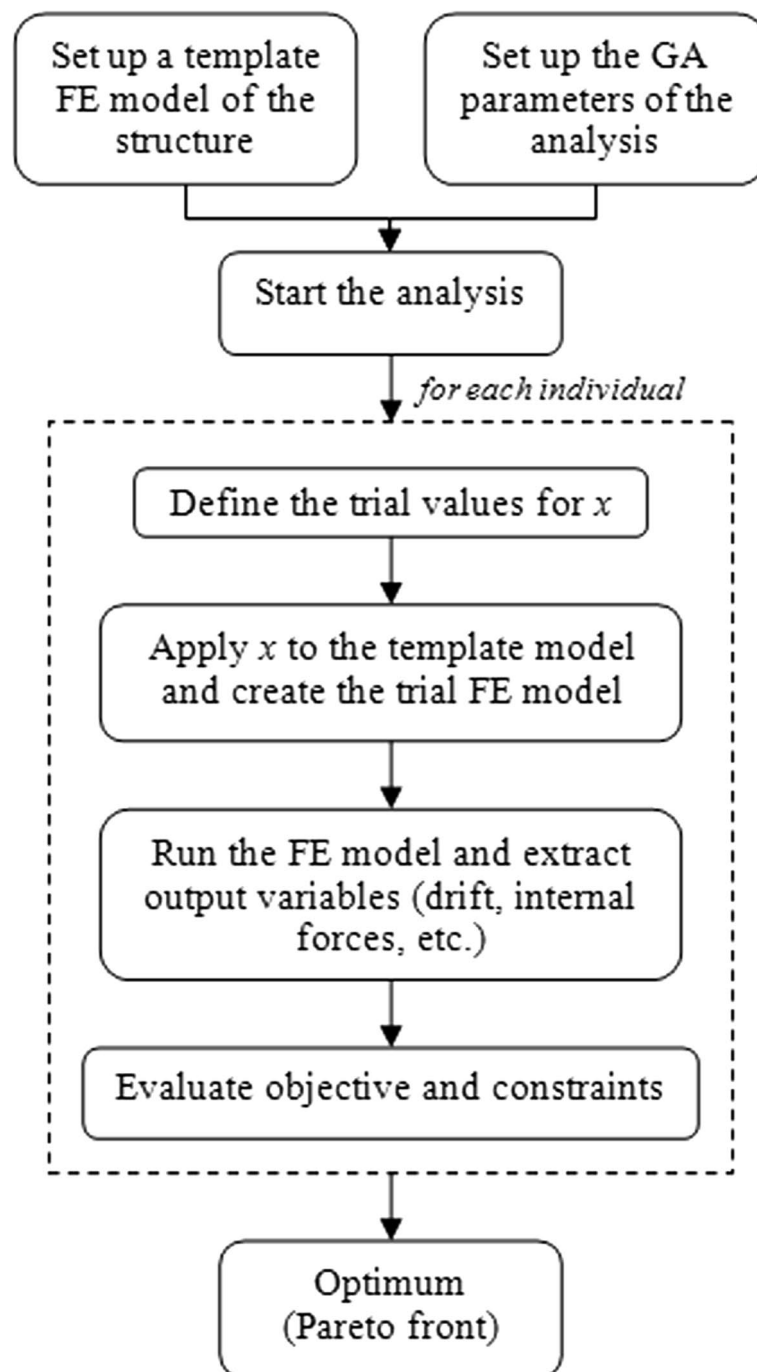 Set up a template
FE model of the
structure
Set up the GA
parameters of the
analysis
Start the analysis
for each individual
Define the trial values for x
Apply x to the template model
and create the trial FE model
Run the FE model and extract
output variables (drift, internal
forces, etc.)
Evaluate objective and constraints
Optimum
(Pareto front)